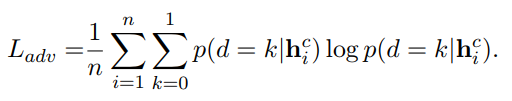 L_{adv} = \frac{1}{n} \sum_{i=1}^{n} \sum_{k=0}^{1} p(d = k|\mathbf{h}_i^c) \log p(d = k|\mathbf{h}_i^c).